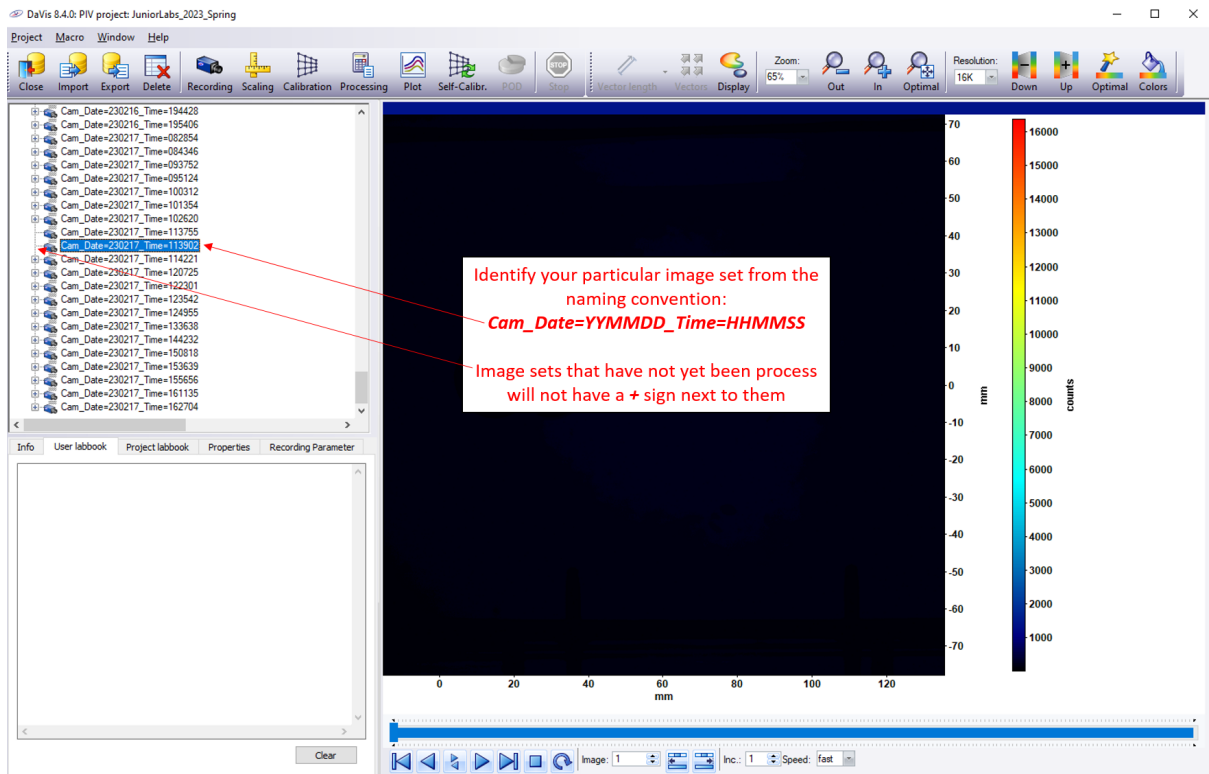 DaVis 8.4.0: PIV project: JuniorLabs_2023_Spring
Project Macro Window Help
Close Import Export Delete Recording Scaling Calibration Processing Plot Self-Calibr. POD Stop Vector length Vectors Display Zoom: 65% Out In Optimal Resolution: 16K Down Up Optimal Colors
Cam_Date=230216_Time=194428
Cam_Date=230216_Time=195406
Cam_Date=230217_Time=082854
Cam_Date=230217_Time=084346
Cam_Date=230217_Time=093752
Cam_Date=230217_Time=095124
Cam_Date=230217_Time=100312
Cam_Date=230217_Time=101354
Cam_Date=230217_Time=102620
Cam_Date=230217_Time=113755
Cam_Date=230217_Time=113902
Cam_Date=230217_Time=114221
Cam_Date=230217_Time=120725
Cam_Date=230217_Time=122301
Cam_Date=230217_Time=123542
Cam_Date=230217_Time=124955
Cam_Date=230217_Time=133638
Cam_Date=230217_Time=144232
Cam_Date=230217_Time=150818
Cam_Date=230217_Time=153639
Cam_Date=230217_Time=155656
Cam_Date=230217_Time=161135
Cam_Date=230217_Time=162704
Info User labbook Project labbook Properties Recording Parameter
Clear
Identify your particular image set from the
naming convention:
Cam_Date=YYMMDD_Time=HHMMSS
Image sets that have not yet been process
will not have a + sign next to them
70
60
50
40
30
20
10
0
-10
-20
-30
-40
-50
-60
-70
mm
0 20 40 60 80 100 120
mm
16000
15000
14000
13000
12000
11000
10000
9000
8000
7000
6000
5000
4000
3000
2000
1000
counts
Image: 1 Inc.: 1 Speed: fast